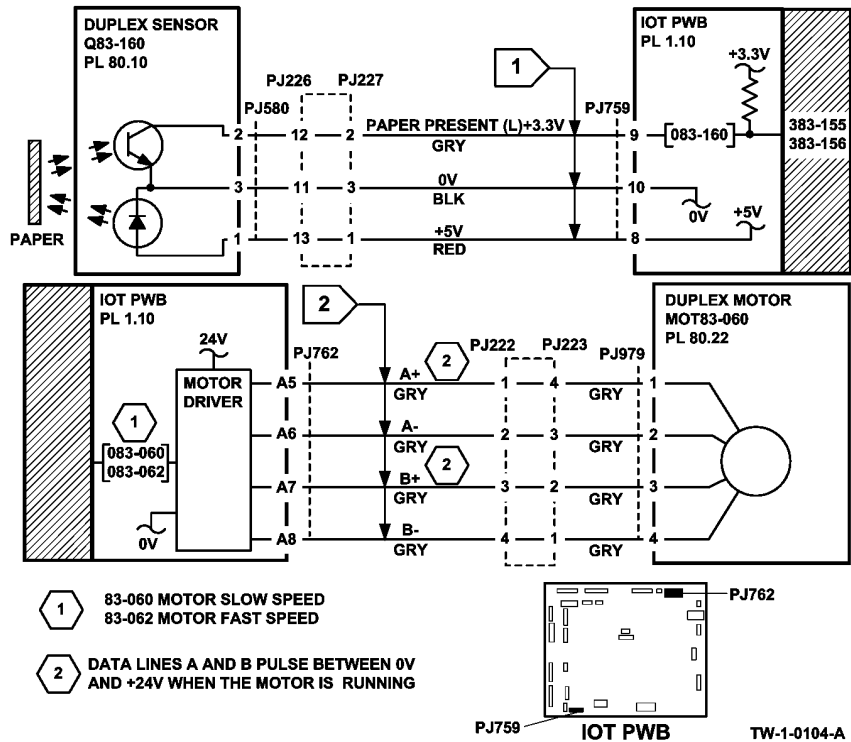 DUPLEX SENSOR
Q83-160
PL 80.10
PJ580
PJ226
PJ227
1
PJ759
IOT PWB
PL 1.10
+3.3V
2
12
2
PAPER PRESENT (L)+3.3V
GRY
9
083-160
383-155
383-156
3
11
3
0V
BLK
10
0V
PAPER
1
13
1
+5V
RED
8
+5V
IOT PWB
PL 1.10
24V
MOTOR
DRIVER
1
083-060
083-062
0V
PJ762
2
PJ222
PJ223
PJ979
DUPLEX MOTOR
MOT83-060
PL 80.22
A5
A+
GRY
2
1
4
GRY
1
A6
A-
GRY
2
3
GRY
2
A7
B+
GRY
2
3
2
GRY
3
A8
B-
GRY
4
1
GRY
4
1
83-060 MOTOR SLOW SPEED
83-062 MOTOR FAST SPEED
2
DATA LINES A AND B PULSE BETWEEN 0V
AND +24V WHEN THE MOTOR IS RUNNING
PJ762
PJ759
IOT PWB
TW-1-0104-A